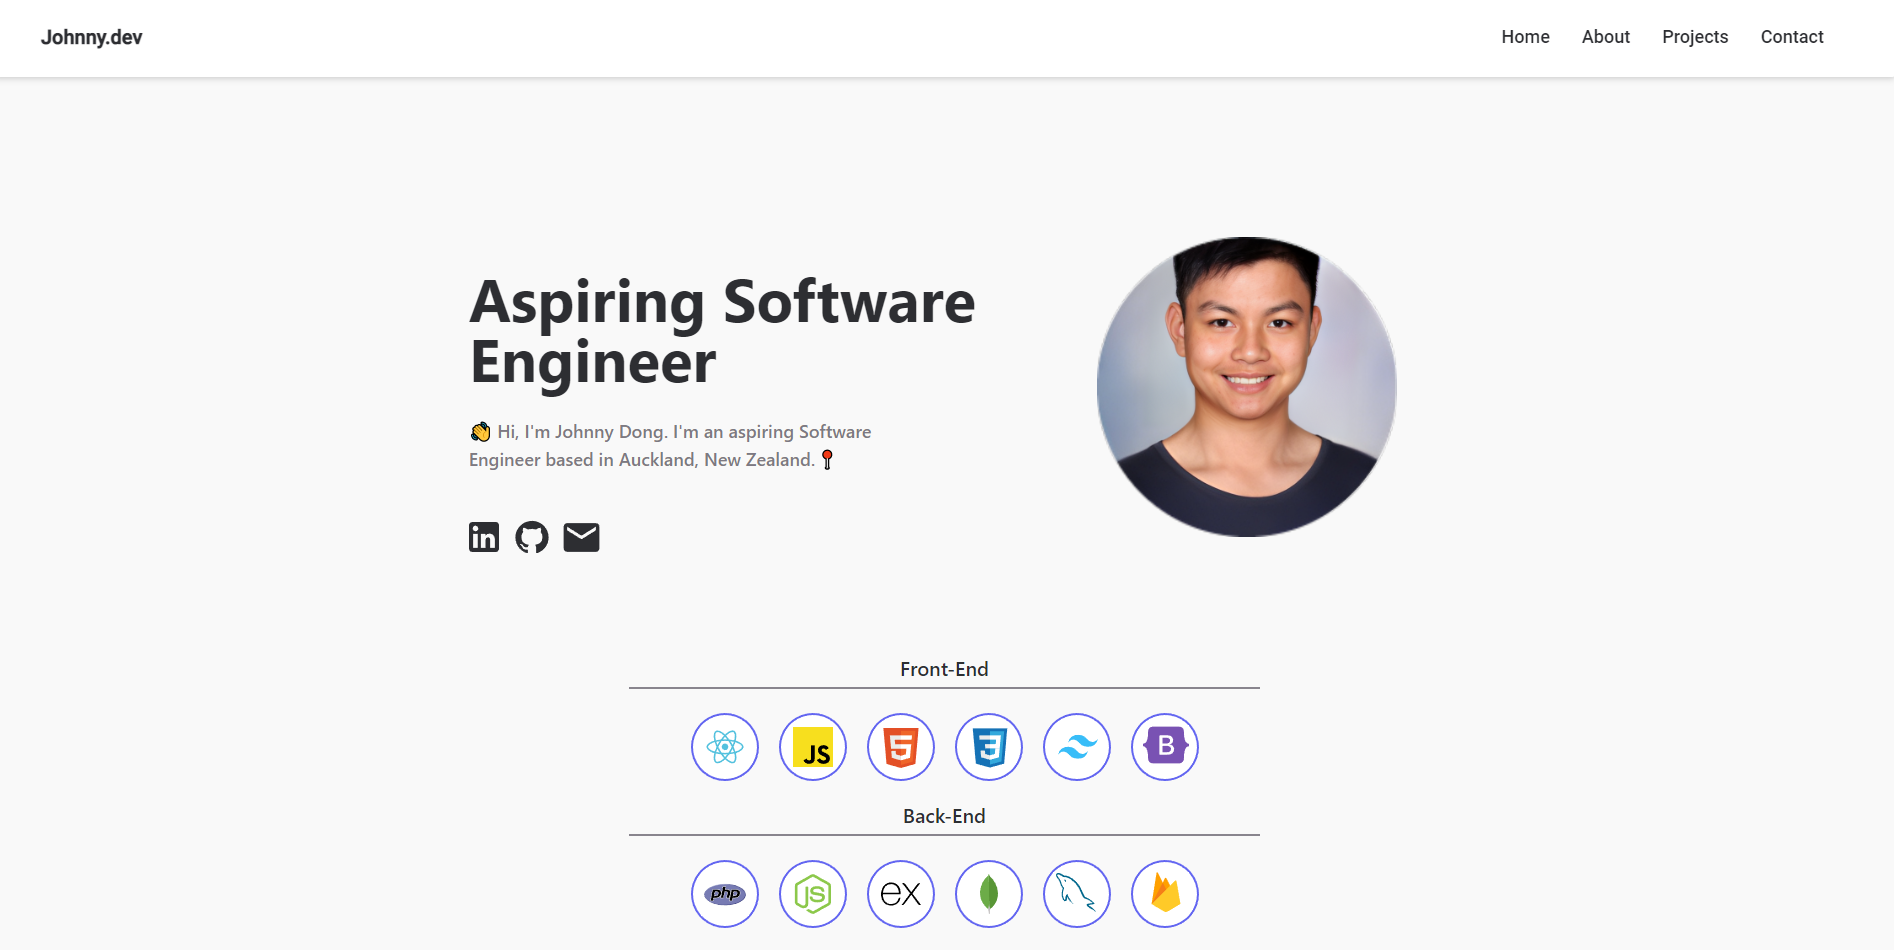 Johnny.dev
Home About Projects Contact
Aspiring Software
Engineer
👋 Hi, I'm Johnny Dong. I'm an aspiring Software
Engineer based in Auckland, New Zealand. 📍
in
Front-End
JS
5
3
B
Back-End
php
JS
ex